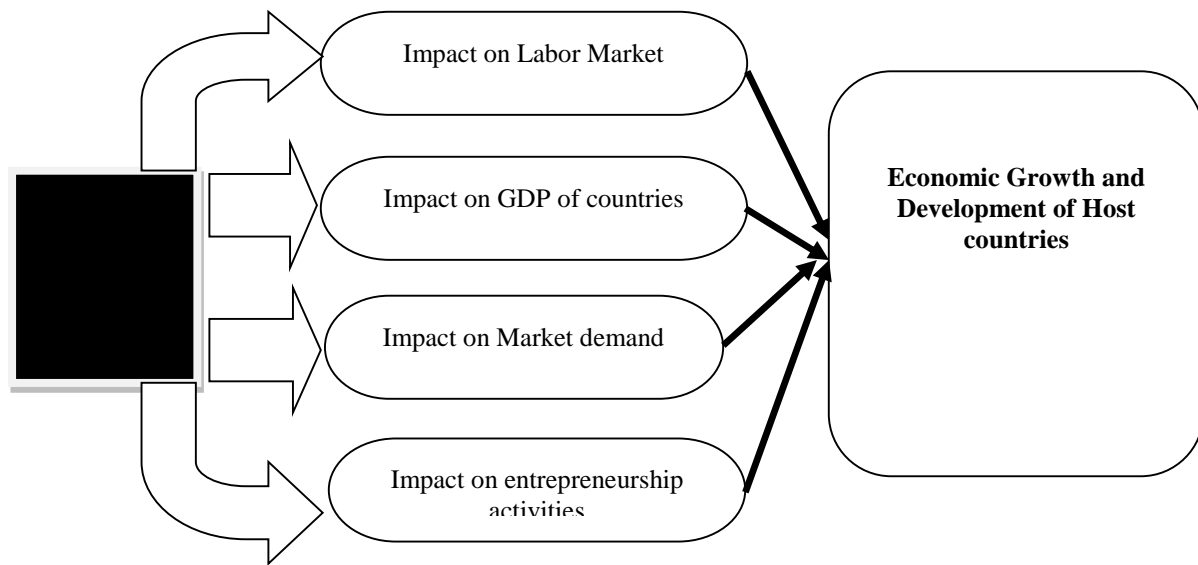 Impact on Labor Market
Impact on GDP of countries
Impact on Market demand
Impact on entrepreneurship
activities
Economic Growth and
Development of Host
countries